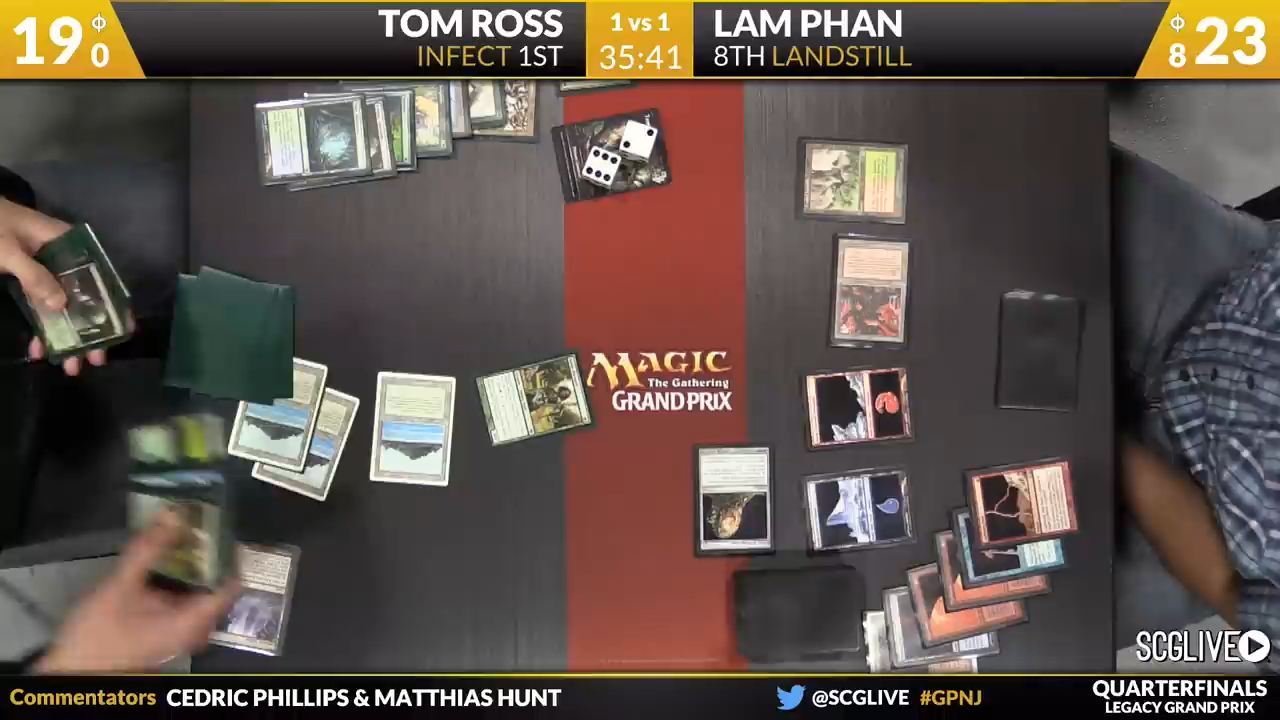 19 0
TOM ROSS
INFECT 1ST
1 vs 1
35:41
LAM PHAN
8TH LANDSTILL
8 23
MAGIC
The Gathering
GRAND PRIX
SCGLIVE
Commentators CEDRIC PHILLIPS & MATTHIAS HUNT
@SCGLIVE #GPNJ
QUARTERFINALS
LEGACY GRAND PRIX